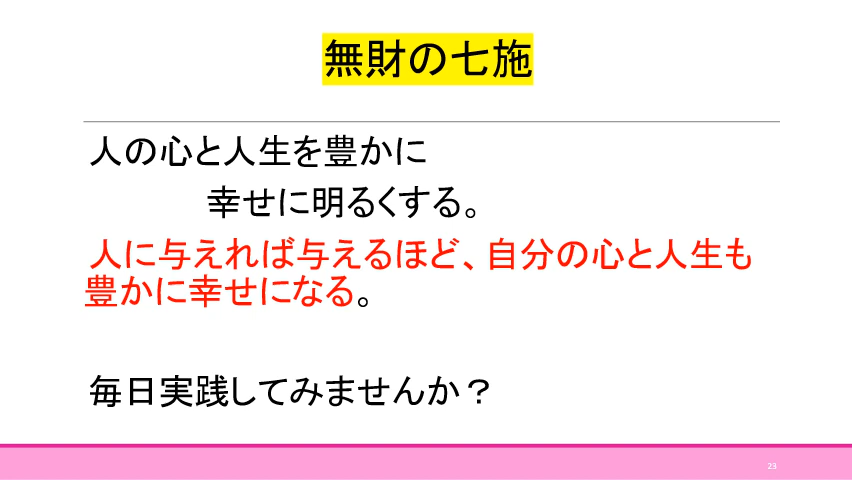 無財の七施
人の心と人生を豊かに
幸せに明るくする。
人に与えれば与えるほど、自分の心と人生も
豊かに幸せになる。
毎日実践してみませんか？
23